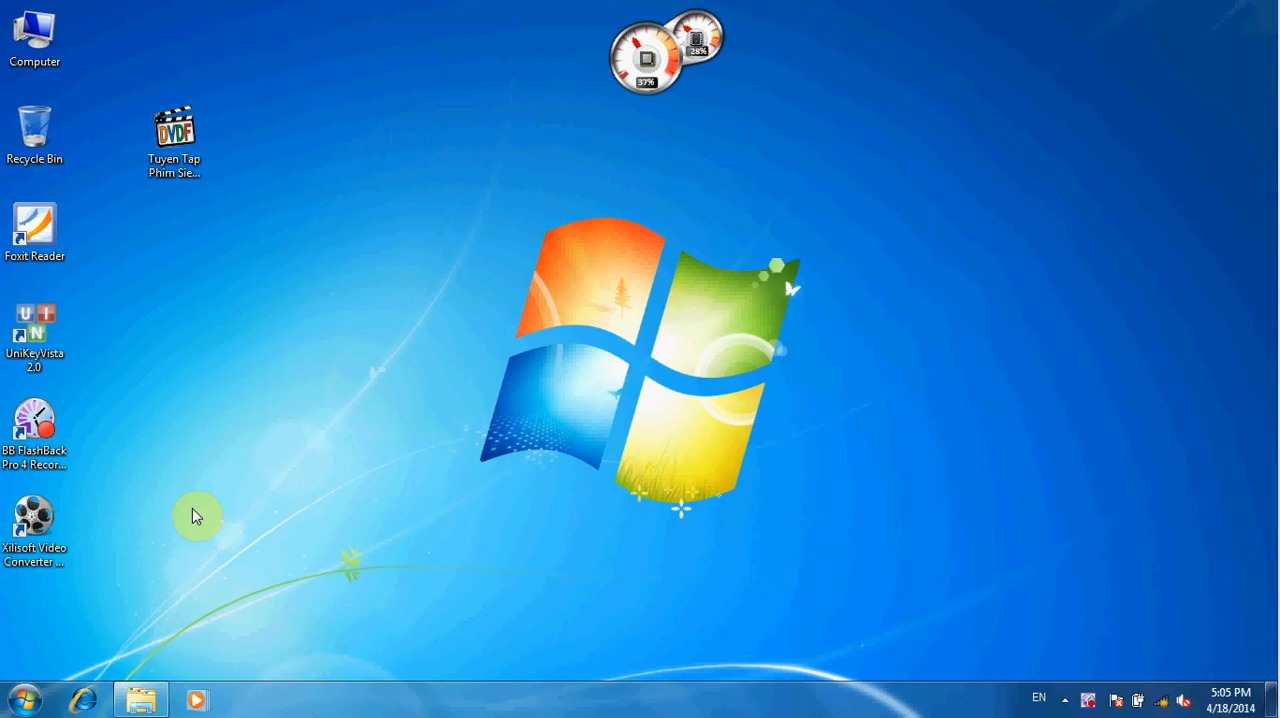 Computer
Recycle Bin
Tuyen Tap
Phim Sie...
DVDF
Foxit Reader
U I
N
UniKeyVista
2.0
BB FlashBack
Pro 4 Recor...
Xilisoft Video
Converter ...
37%
28%
EN
5:05 PM
4/18/2014